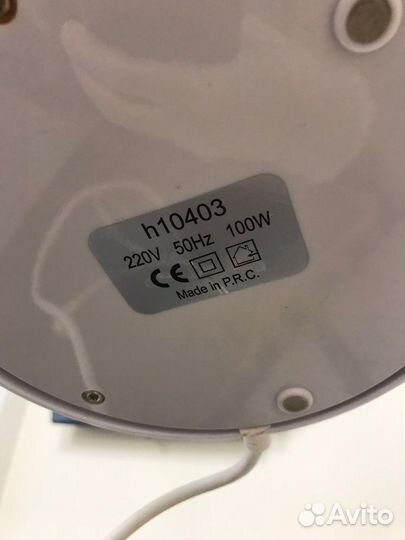 h10403
220V 50Hz 100W
CE
Made in P.R.C.
Avito